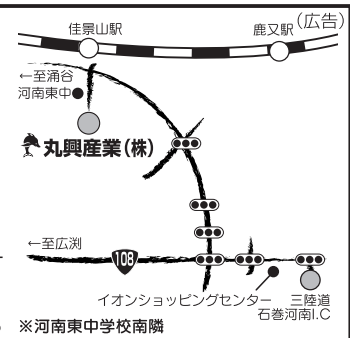 (広告)
佳景山駅
鹿又駅
←至涌谷
河南東中
丸興産業(株)
←至広渕
108
イオンショッピングセンター
三陸道
石巻河南I.C
※河南東中学校南隣